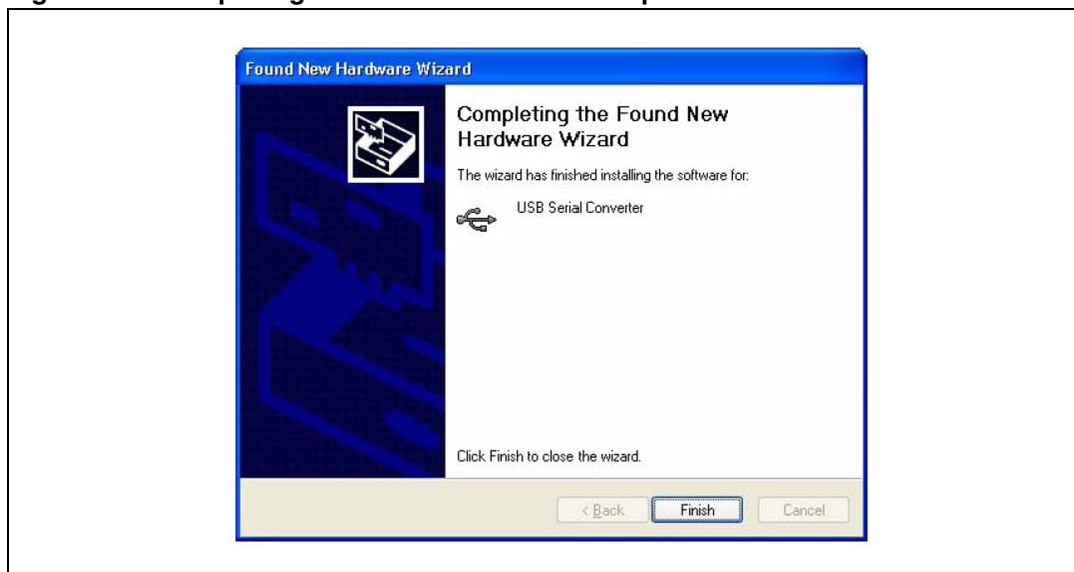 Found New Hardware Wizard
Completing the Found New
Hardware Wizard
The wizard has finished installing the software for:
USB Serial Converter
Click Finish to close the wizard.
< Back
Finish
Cancel